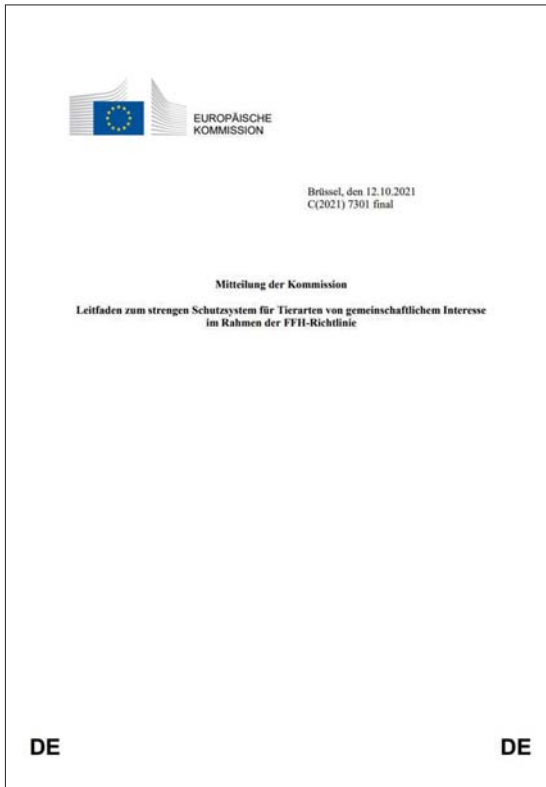 EUROPÄISCHE
KOMMISSION
Brüssel, den 12.10.2021
C(2021) 7301 final
Mitteilung der Kommission
Leitfaden zum strengen Schutzsystem für Tierarten von gemeinschaftlichem Interesse
im Rahmen der FFH-Richtlinie
DE DE